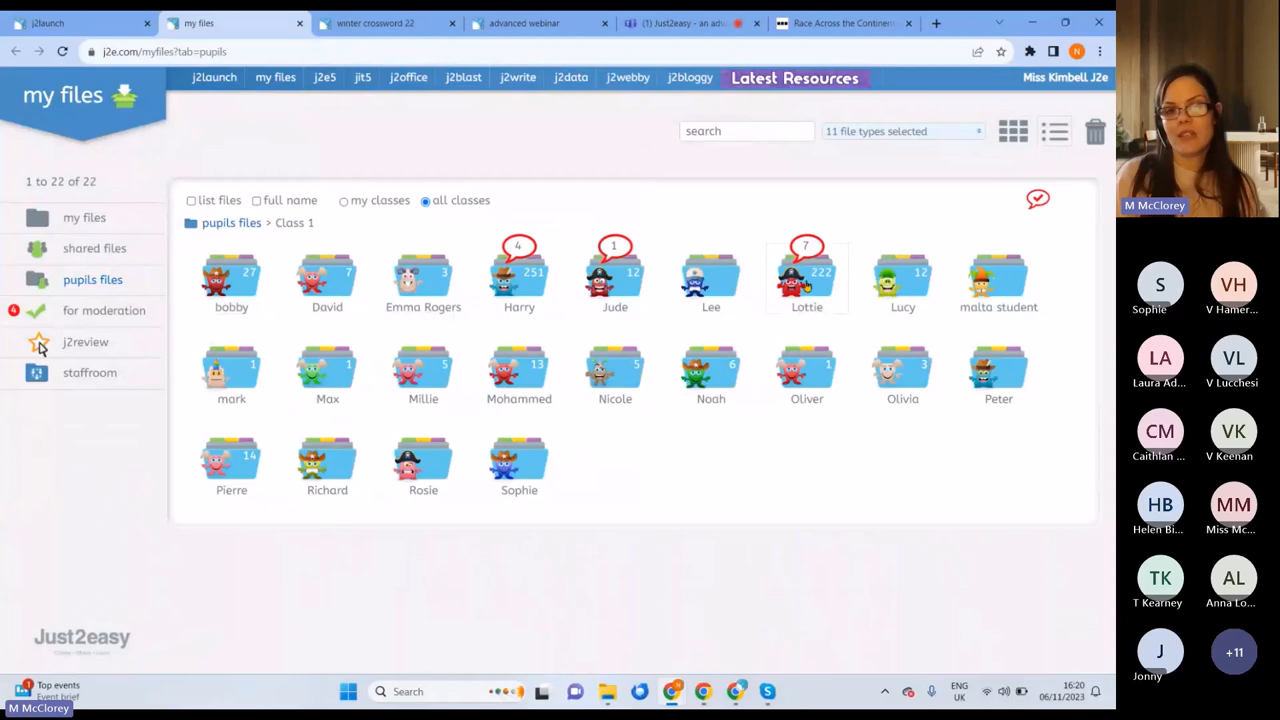 j2launch
my files
winter crossword 22
advanced webinar
(1) Just2easy - an adv
Race Across the Continen
j2e.com/myfiles?tab=pupils
N
my files
j2launch my files j2e5 jit5 j2office j2blast j2write j2data j2webby j2bloggy Latest Resources Miss Kimbell J2e
search
11 file types selected
1 to 22 of 22
my files
shared files
pupils files
4 for moderation
j2review
staffroom
list files full name my classes all classes
pupils files > Class 1
4 1 7
27 7 3 251 12 222 12
bobby David Emma Rogers Harry Jude Lee Lottie Lucy malta student
1 1 5 13 5 6 1 3
mark Max Millie Mohammed Nicole Noah Oliver Olivia Peter
14
Pierre Richard Rosie Sophie
Just2easy
M McClorey
S VH
Sophie V Hamer...
LA VL
Laura Ad... V Lucchesi
CM VK
Caithlan ... V Keenan
HB MM
Helen Bi... Miss Mc...
TK AL
T Kearney Anna Lo...
J +11
Jonny
1
Top events
Event brief
Search
ENG
UK
16:20
06/11/2023
M McClorey